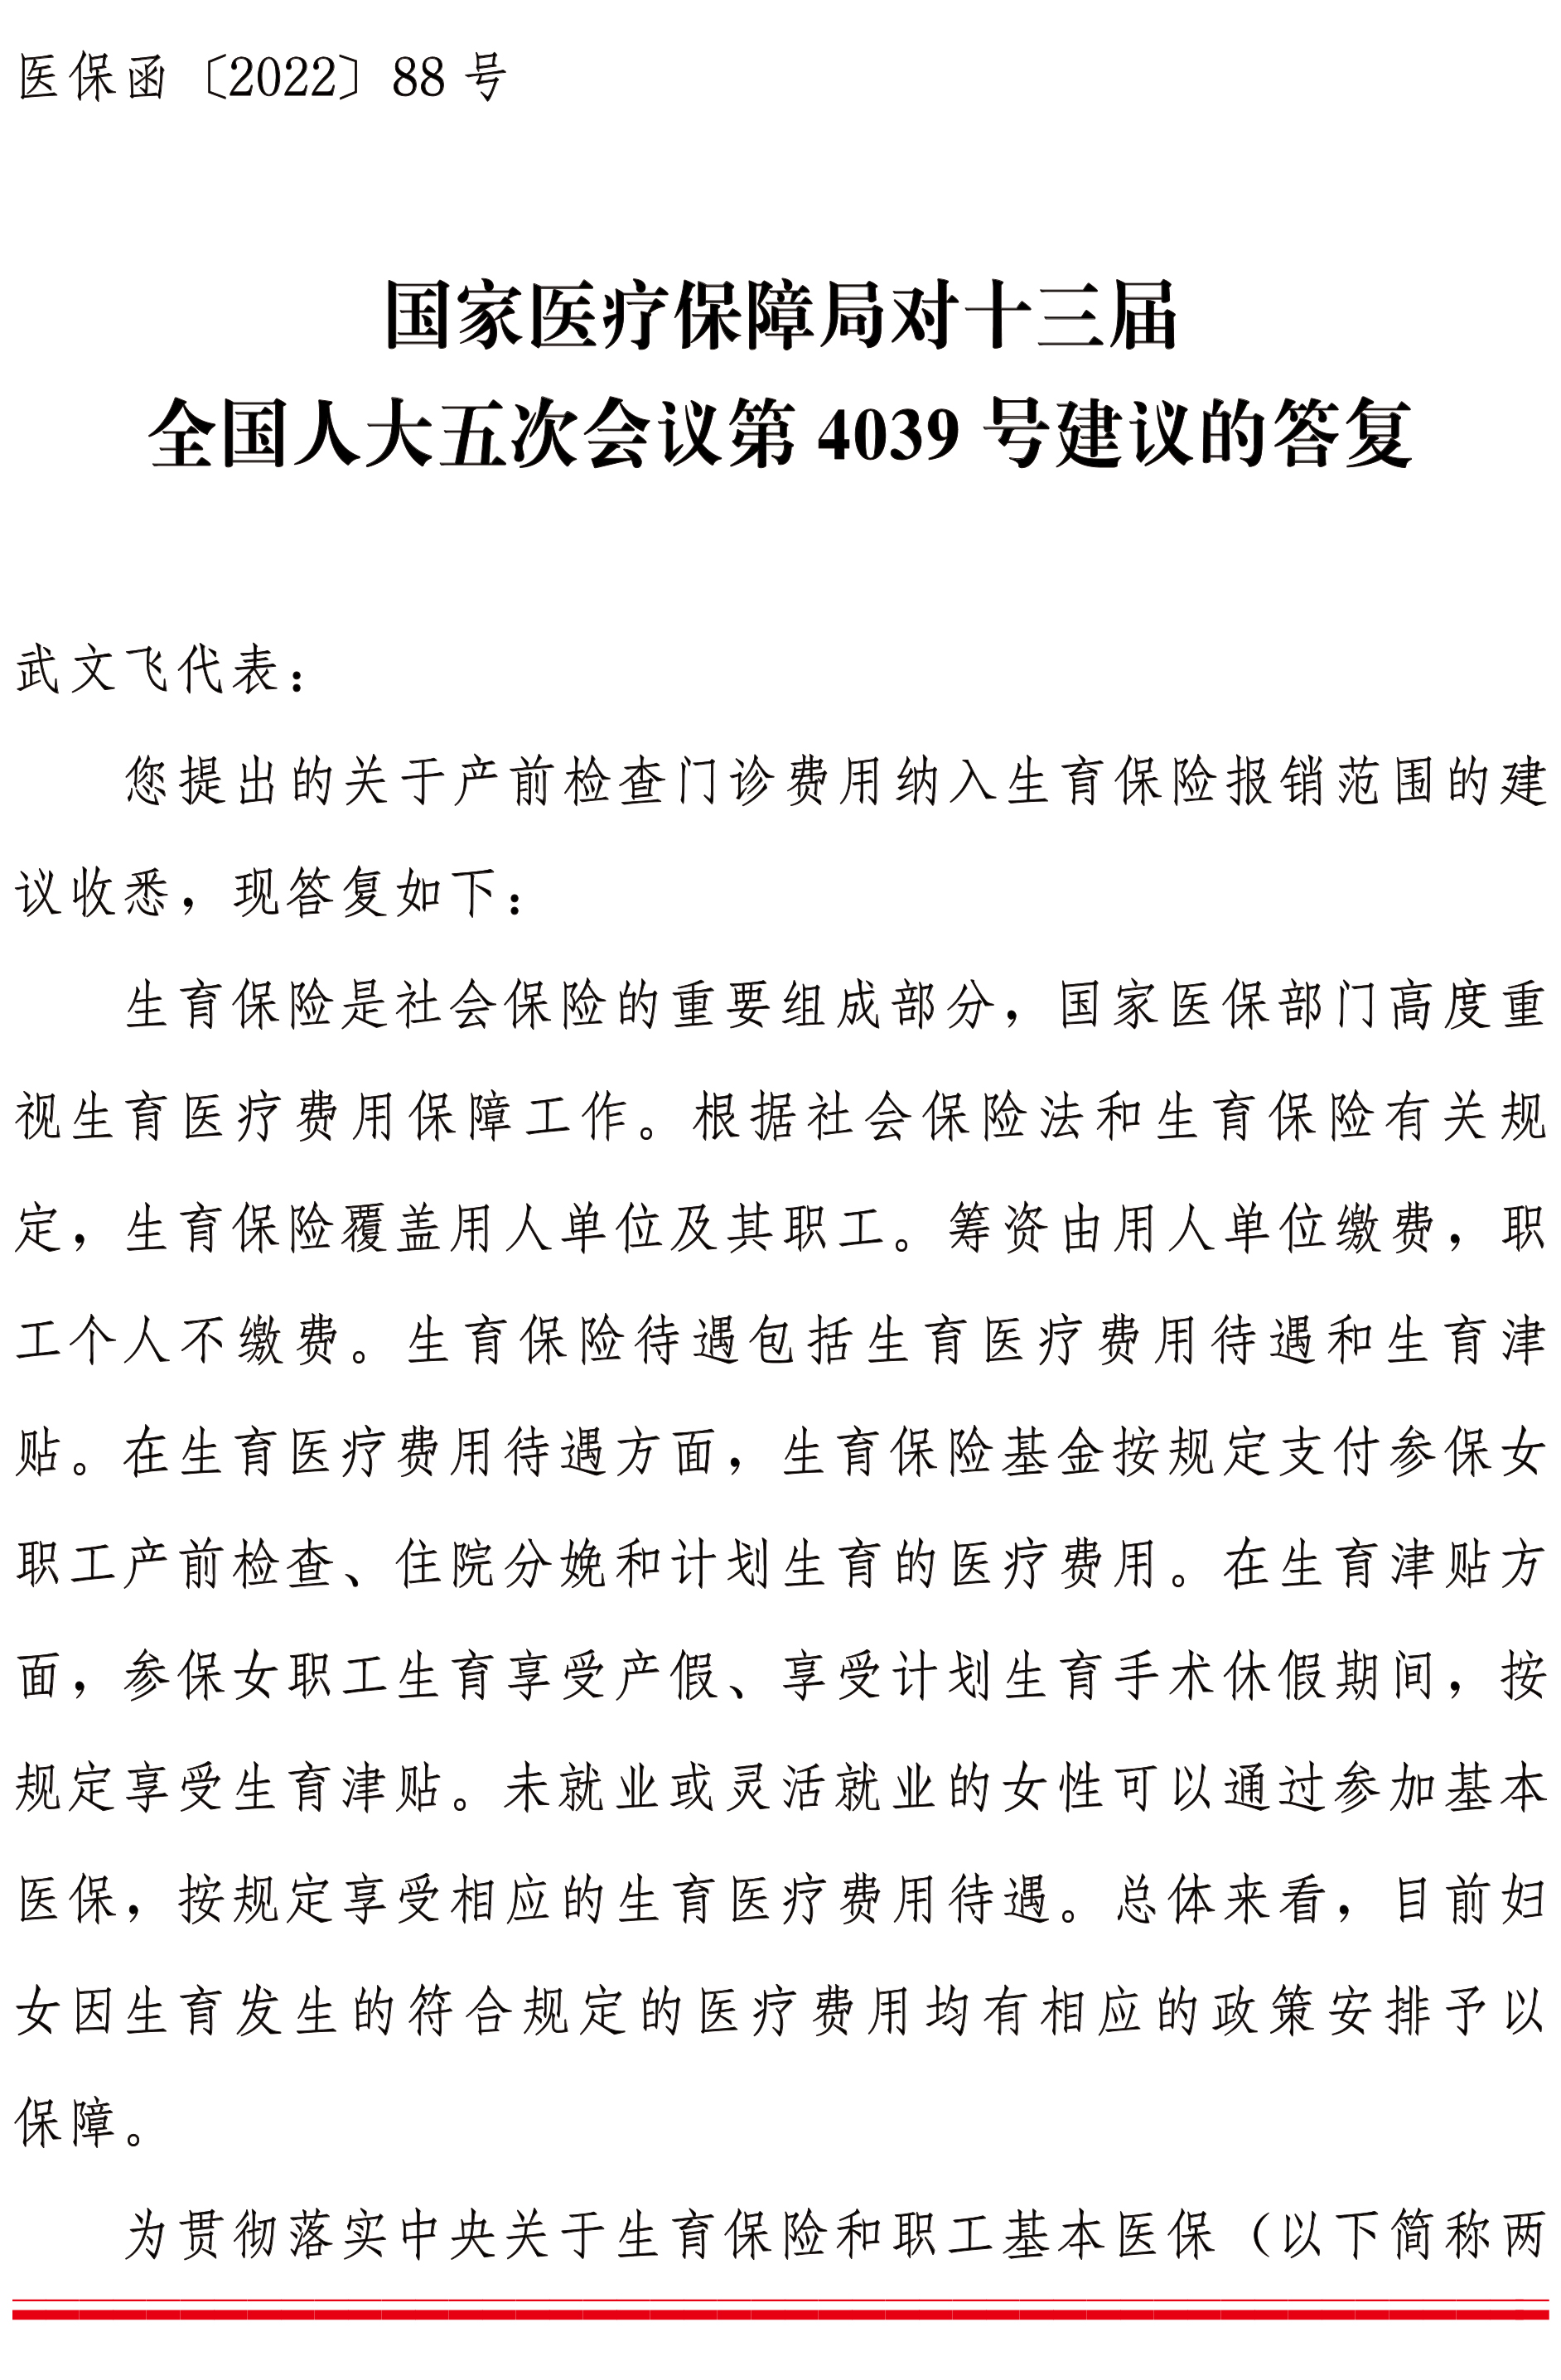 医保函〔2022〕88 号
国家医疗保障局对十三届
全国人大五次会议第 4039 号建议的答复
武文飞代表：
您提出的关于产前检查门诊费用纳入生育保险报销范围的建
议收悉，现答复如下：
生育保险是社会保险的重要组成部分，国家医保部门高度重
视生育医疗费用保障工作。根据社会保险法和生育保险有关规
定，生育保险覆盖用人单位及其职工。筹资由用人单位缴费，职
工个人不缴费。生育保险待遇包括生育医疗费用待遇和生育津
贴。在生育医疗费用待遇方面，生育保险基金按规定支付参保女
职工产前检查、住院分娩和计划生育的医疗费用。在生育津贴方
面，参保女职工生育享受产假、享受计划生育手术休假期间，按
规定享受生育津贴。未就业或灵活就业的女性可以通过参加基本
医保，按规定享受相应的生育医疗费用待遇。总体来看，目前妇
女因生育发生的符合规定的医疗费用均有相应的政策安排予以
保障。
为贯彻落实中央关于生育保险和职工基本医保（以下简称两